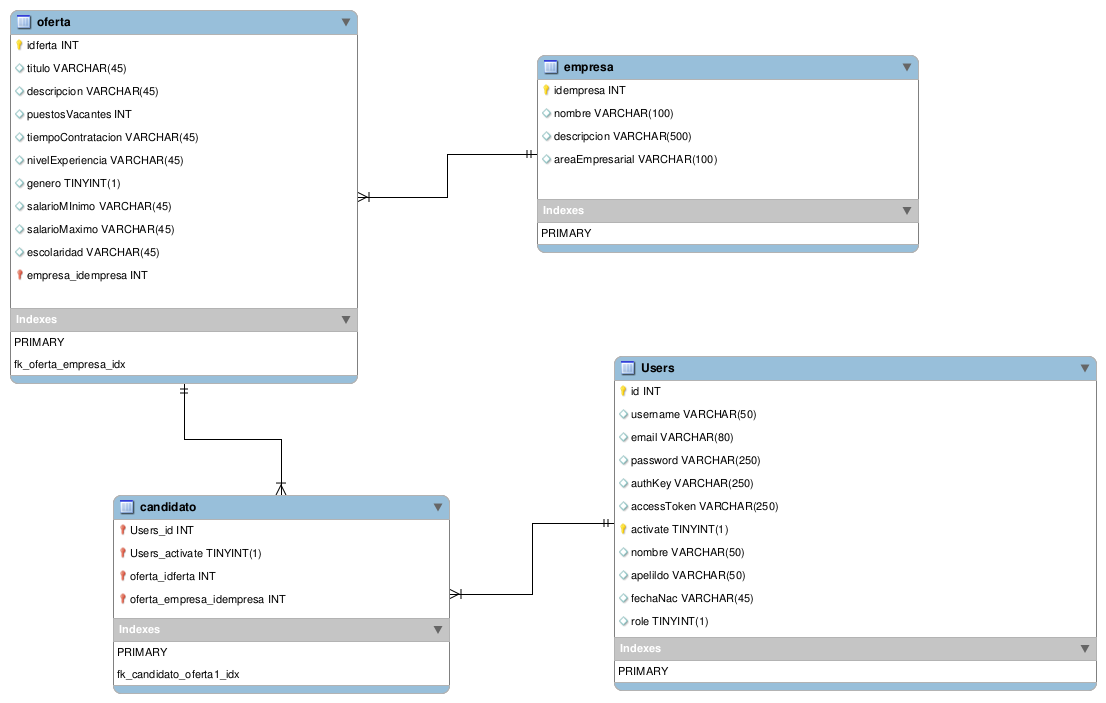 oferta
idferta INT
titulo VARCHAR(45)
descripcion VARCHAR(45)
puestosVacantes INT
tiempoContratacion VARCHAR(45)
nivelExperiencia VARCHAR(45)
genero TINYINT(1)
salarioMInimo VARCHAR(45)
salarioMaximo VARCHAR(45)
escolaridad VARCHAR(45)
empresa_idempresa INT
Indexes
PRIMARY
fk_oferta_empresa_idx
empresa
idempresa INT
nombre VARCHAR(100)
descripcion VARCHAR(500)
areaEmpresarial VARCHAR(100)
Indexes
PRIMARY
candidato
Users_id INT
Users_activate TINYINT(1)
oferta_idferta INT
oferta_empresa_idempresa INT
Indexes
PRIMARY
fk_candidato_oferta1_idx
Users
id INT
username VARCHAR(50)
email VARCHAR(80)
password VARCHAR(250)
authKey VARCHAR(250)
accessToken VARCHAR(250)
activate TINYINT(1)
nombre VARCHAR(50)
apelildo VARCHAR(50)
fechaNac VARCHAR(45)
role TINYINT(1)
Indexes
PRIMARY